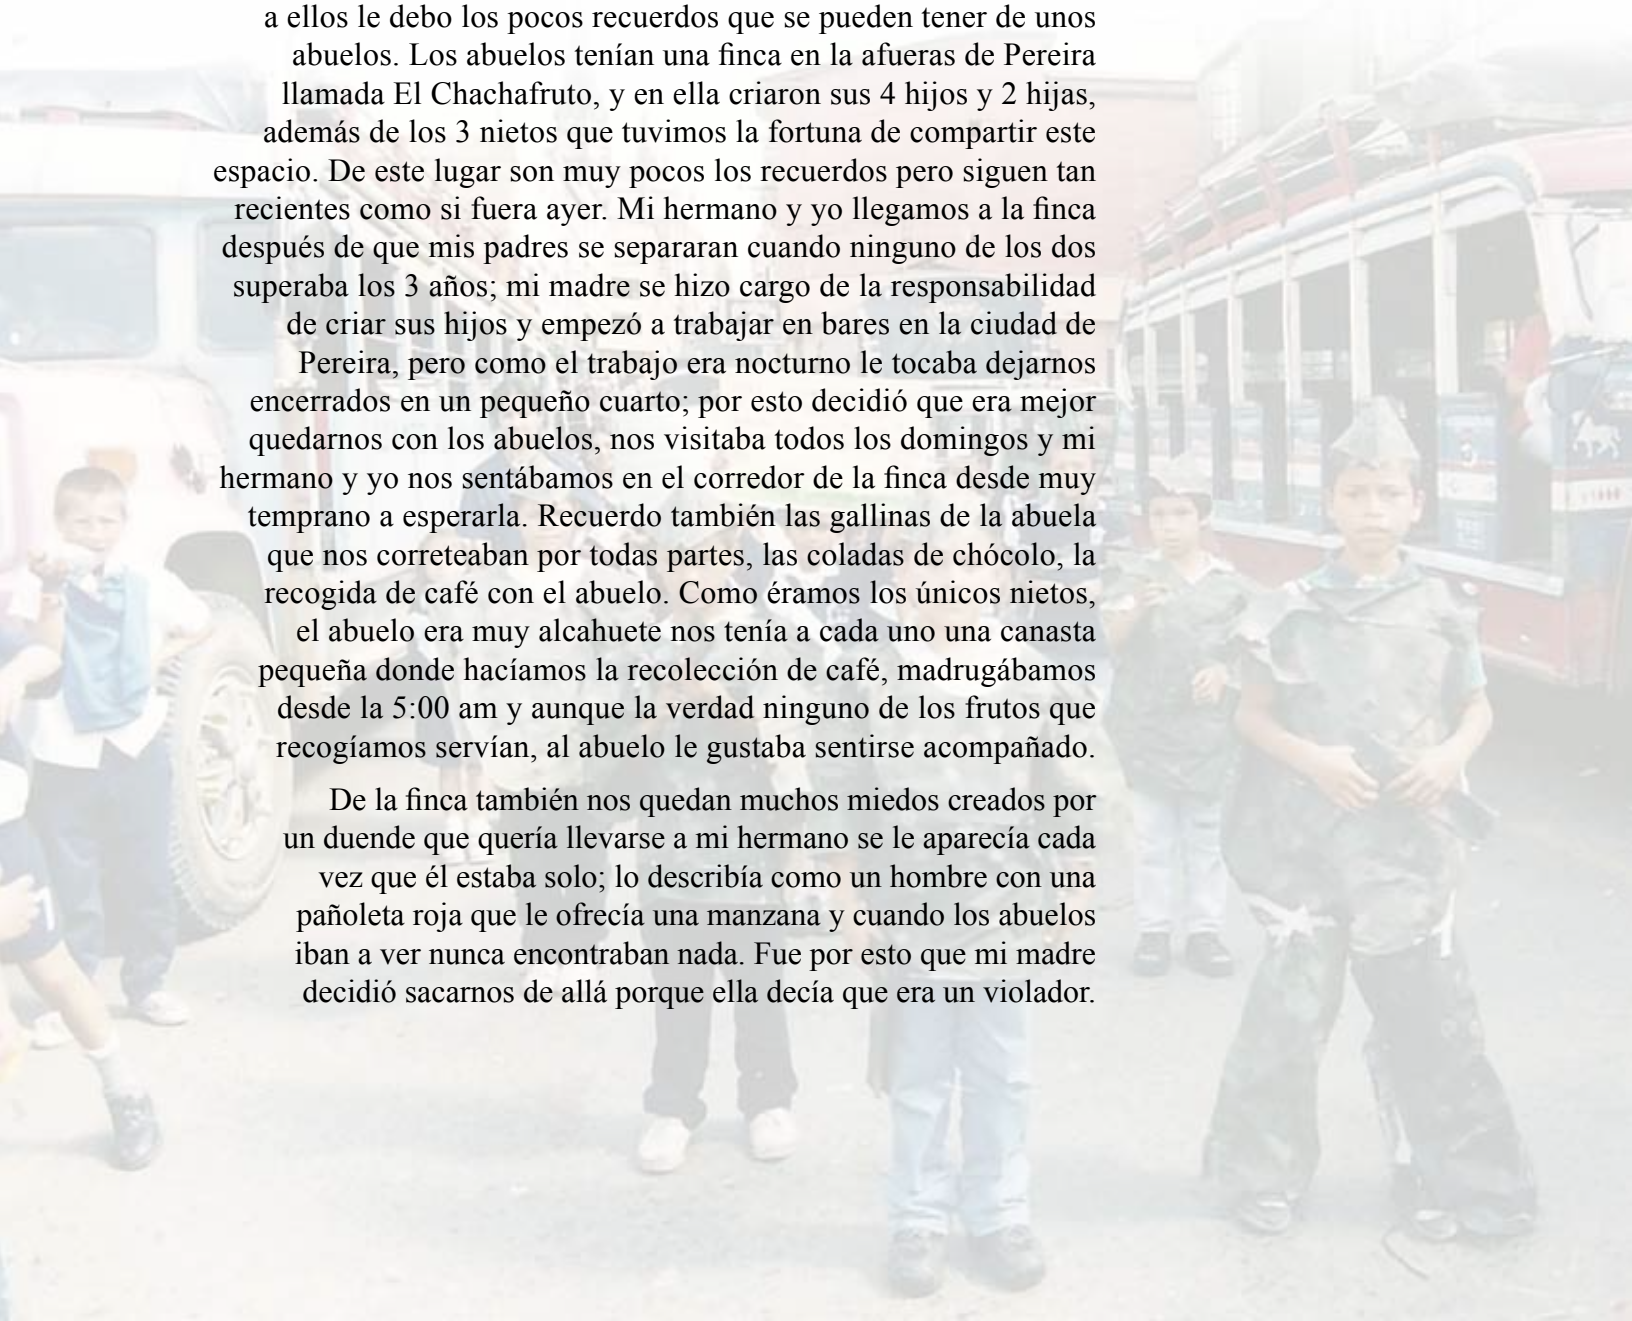 a ellos le debo los pocos recuerdos que se pueden tener de unos
abuelos. Los abuelos tenían una finca en la afueras de Pereira
llamada El Chachafruto, y en ella criaron sus 4 hijos y 2 hijas,
además de los 3 nietos que tuvimos la fortuna de compartir este
espacio. De este lugar son muy pocos los recuerdos pero siguen tan
recientes como si fuera ayer. Mi hermano y yo llegamos a la finca
después de que mis padres se separaran cuando ninguno de los dos
superaba los 3 años; mi madre se hizo cargo de la responsabilidad
de criar sus hijos y empezó a trabajar en bares en la ciudad de
Pereira, pero como el trabajo era nocturno le tocaba dejarnos
encerrados en un pequeño cuarto; por esto decidió que era mejor
quedarnos con los abuelos, nos visitaba todos los domingos y mi
hermano y yo nos sentábamos en el corredor de la finca desde muy
temprano a esperarla. Recuerdo también las gallinas de la abuela
que nos correteaban por todas partes, las coladas de chócolo, la
recogida de café con el abuelo. Como éramos los únicos nietos,
el abuelo era muy alcahuete nos tenía a cada uno una canasta
pequeña donde hacíamos la recolección de café, madrugábamos
desde la 5:00 am y aunque la verdad ninguno de los frutos que
recogíamos servían, al abuelo le gustaba sentirse acompañado.
De la finca también nos quedan muchos miedos creados por
un duende que quería llevarse a mi hermano se le aparecía cada
vez que él estaba solo; lo describía como un hombre con una
pañoleta roja que le ofrecía una manzana y cuando los abuelos
iban a ver nunca encontraban nada. Fue por esto que mi madre
decidió sacarnos de allá porque ella decía que era un violador.